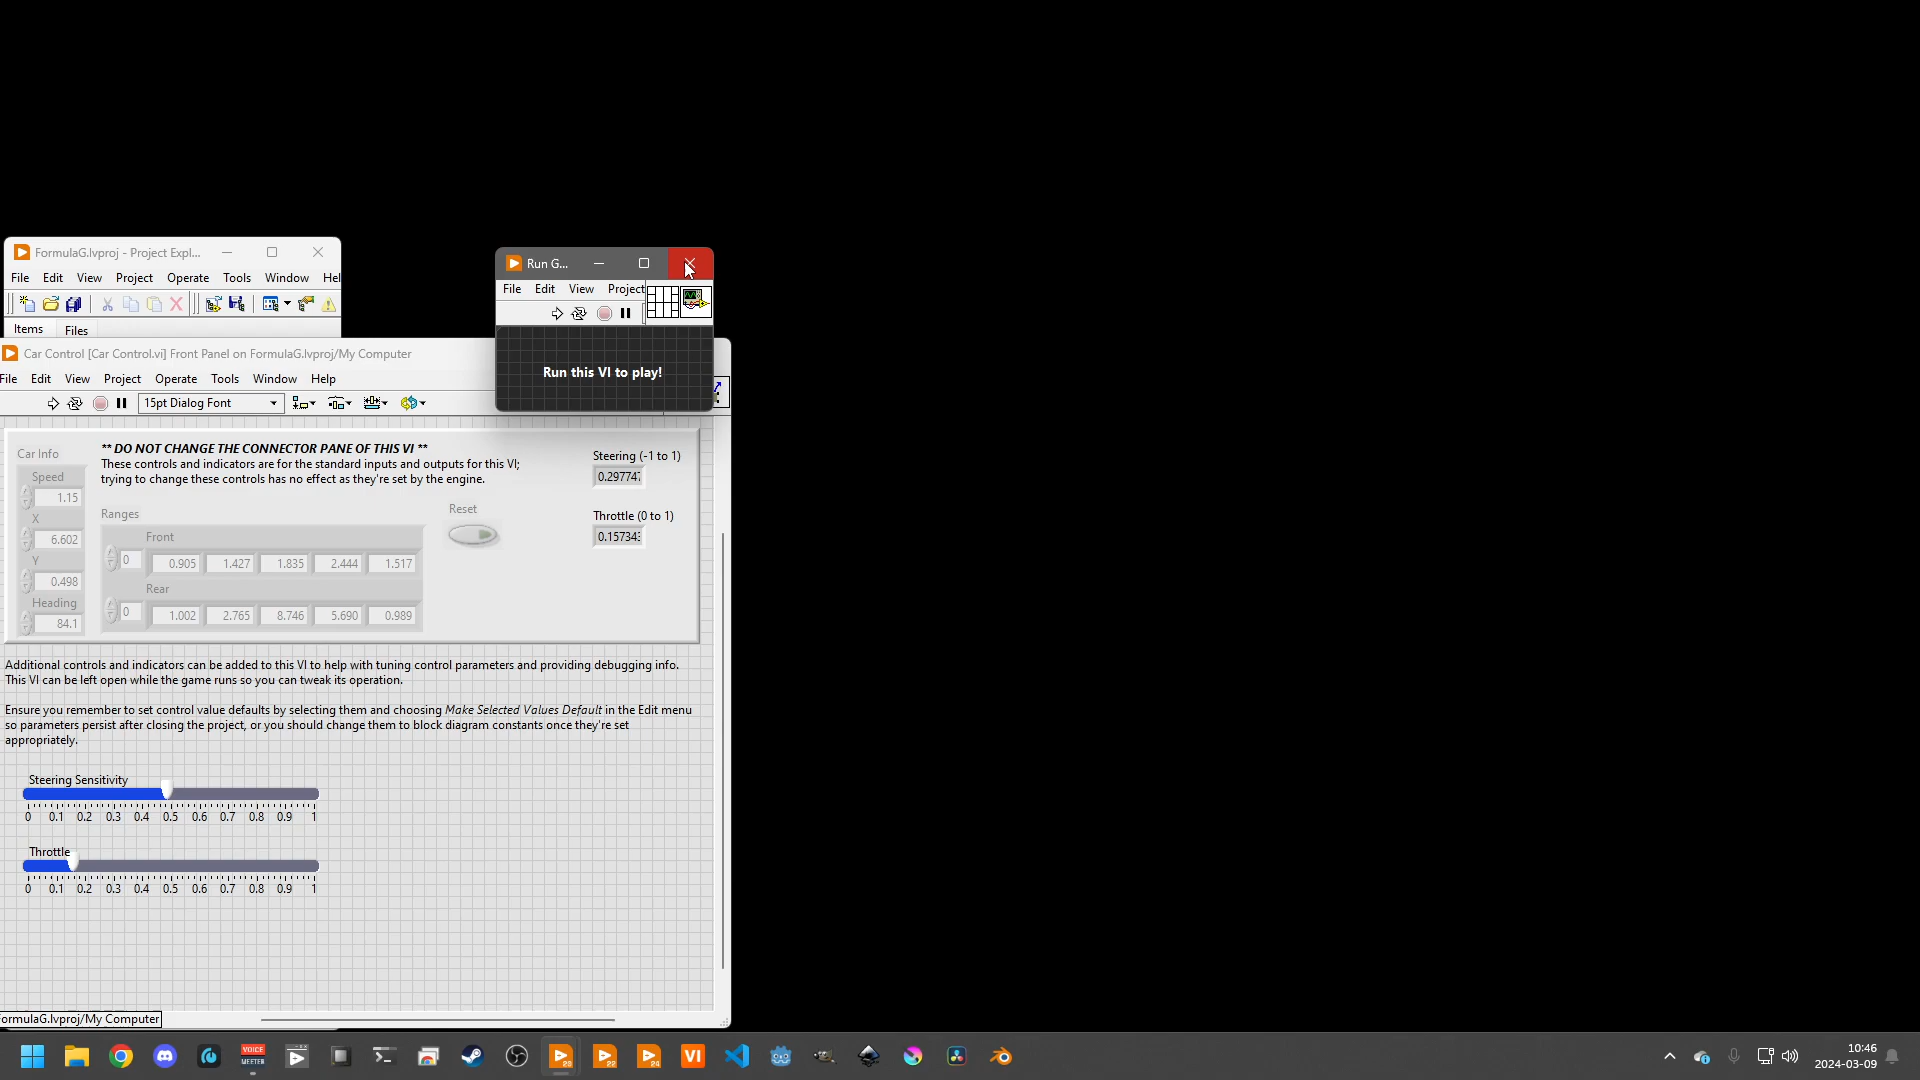 FormulaG.lvproj - Project Expl...
File Edit View Project Operate Tools Window Hel
Items Files
Run G...
File Edit View Project
Run this VI to play!
Car Control [Car Control.vi] Front Panel on FormulaG.lvproj/My Computer
File Edit View Project Operate Tools Window Help
15pt Dialog Font
Car Info
Speed
1.15
X
6.602
Y
0.498
Heading
84.1
** DO NOT CHANGE THE CONNECTOR PANE OF THIS VI **
These controls and indicators are for the standard inputs and outputs for this VI;
trying to change these controls has no effect as they're set by the engine.
Ranges
Front
0 0.905 1.427 1.835 2.444 1.517
Rear
0 1.002 2.765 8.746 5.690 0.989
Reset
Steering (-1 to 1)
0.297747
Throttle (0 to 1)
0.157343
Additional controls and indicators can be added to this VI to help with tuning control parameters and providing debugging info.
This VI can be left open while the game runs so you can tweak its operation.
Ensure you remember to set control value defaults by selecting them and choosing Make Selected Values Default in the Edit menu
so parameters persist after closing the project, or you should change them to block diagram constants once they're set
appropriately.
Steering Sensitivity
0 0.1 0.2 0.3 0.4 0.5 0.6 0.7 0.8 0.9 1
Throttle
0 0.1 0.2 0.3 0.4 0.5 0.6 0.7 0.8 0.9 1
FormulaG.lvproj/My Computer
VOICE
MEETER
VI
10:46
2024-03-09